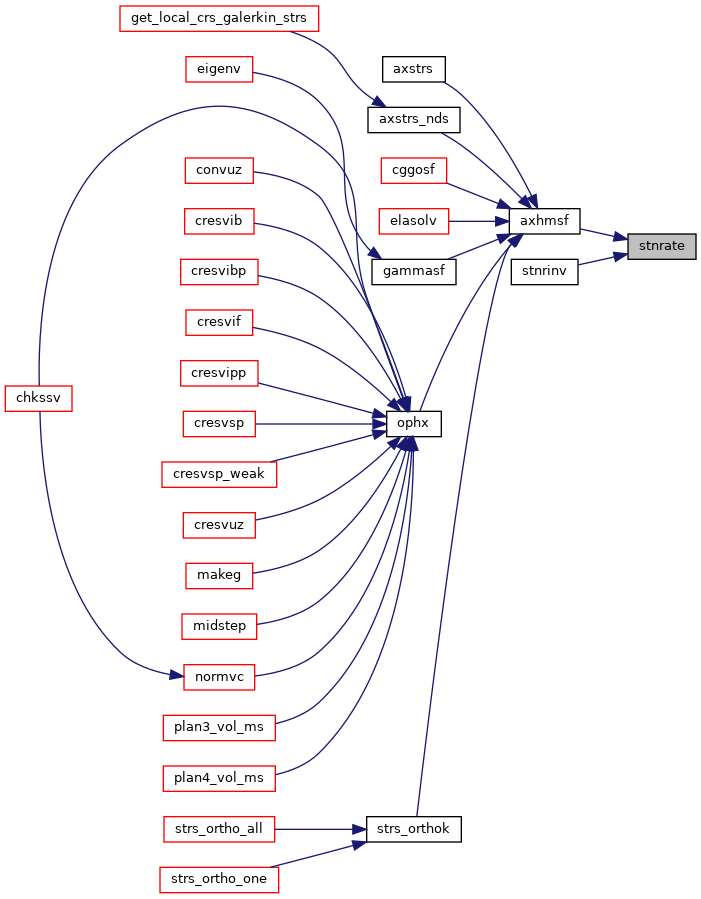 get_local_crs_galerkin_strs
eigenv
axstrs
axstrs_nds
convuz
cggosf
cresvib
elasolv
axhmsf
stnrate
cresvibp
gammasf
stnrinv
cresvif
cresvipp
chkssv
cresvsp
ophx
cresvsp_weak
cresvuz
makeg
midstep
normvc
plan3_vol_ms
plan4_vol_ms
strs_ortho_all
strs_orthok
strs_ortho_one